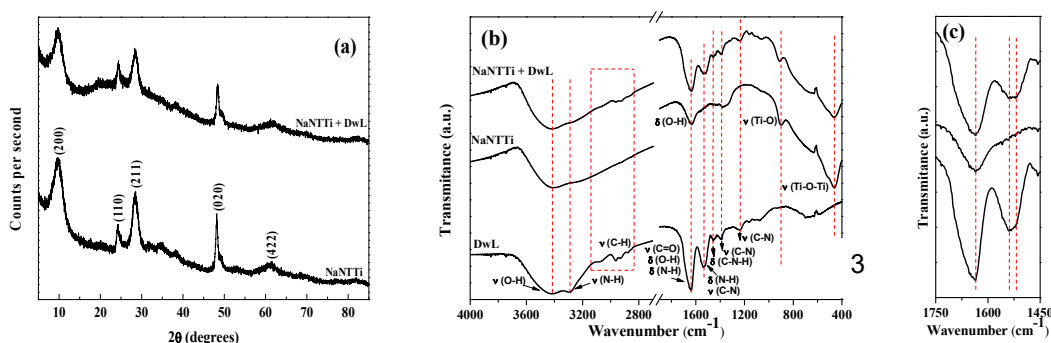 (a)
Counts per second
NaNTTi + DwL
(200)
(110)
(211)
(020)
(422)
NaNTTi
10 20 30 40 50 60 70 80
2θ (degrees)
(b)
Transmitance (a.u.)
NaNTTi + DwL
NaNTTi
DwL
δ (O-H)
ν (Ti-O)
ν (Ti-O-Ti)
ν (C-H)
ν (O-H)
ν (N-H)
ν (C=O)
δ (O-H)
δ (N-H)
δ (C-N-H)
ν (C-N)
ν (C-N)
δ (N-H)
ν (C-N)
3
4000 3200 2400 1600 1200 800 400
Wavenumber (cm⁻¹)
(c)
Transmitance (a.u.)
1750 1600 1450
Wavenumber (cm⁻¹)